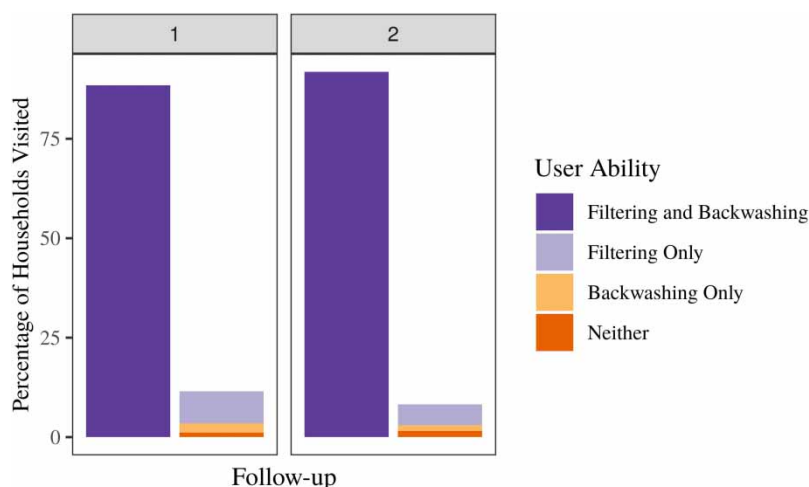 1
2
Percentage of Households Visited
75
50
25
0
Follow-up
User Ability
Filtering and Backwashing
Filtering Only
Backwashing Only
Neither